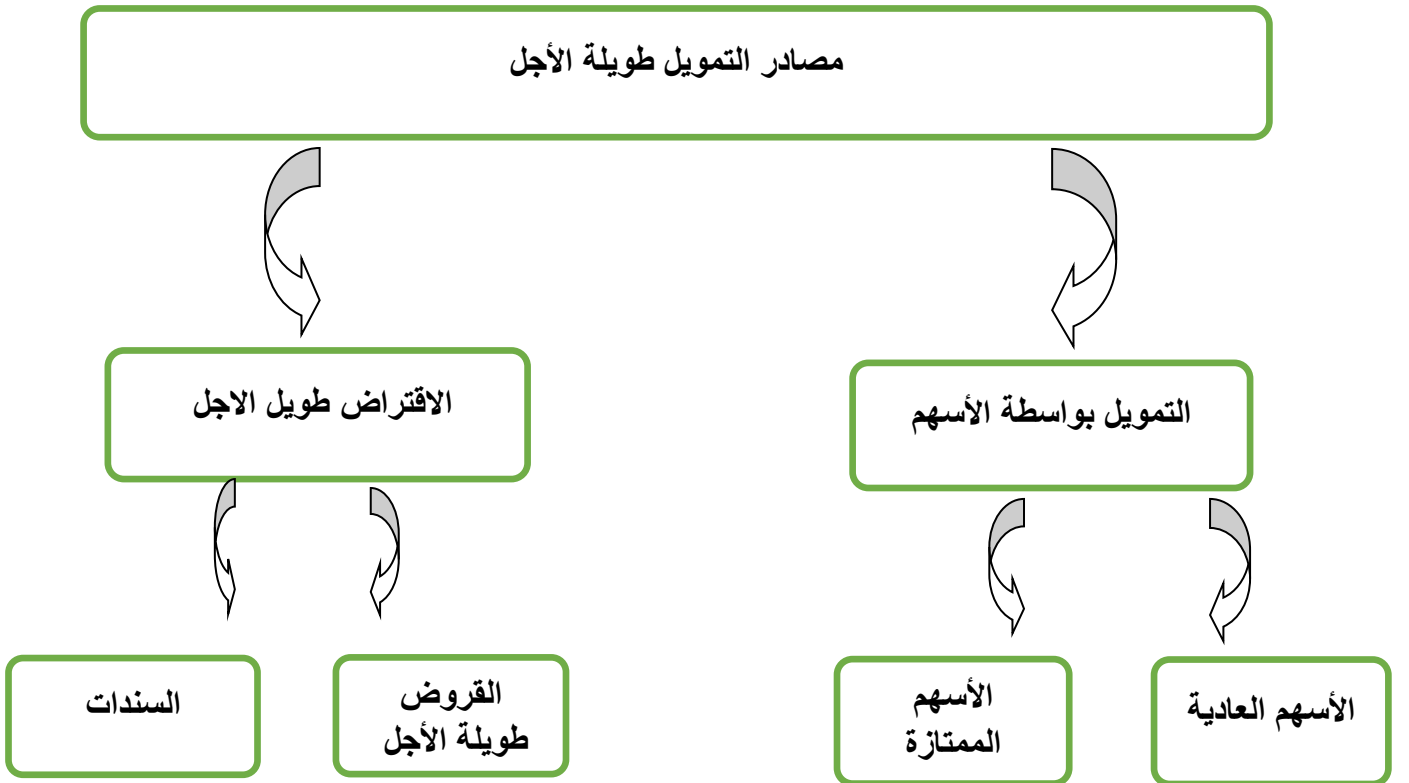 مصادر التمويل طويلة الأجل
التمويل بواسطة الأسهم
الاقتراض طويل الاجل
الأسهم العادية
الأسهم
الممتازة
القروض
طويلة الأجل
السندات